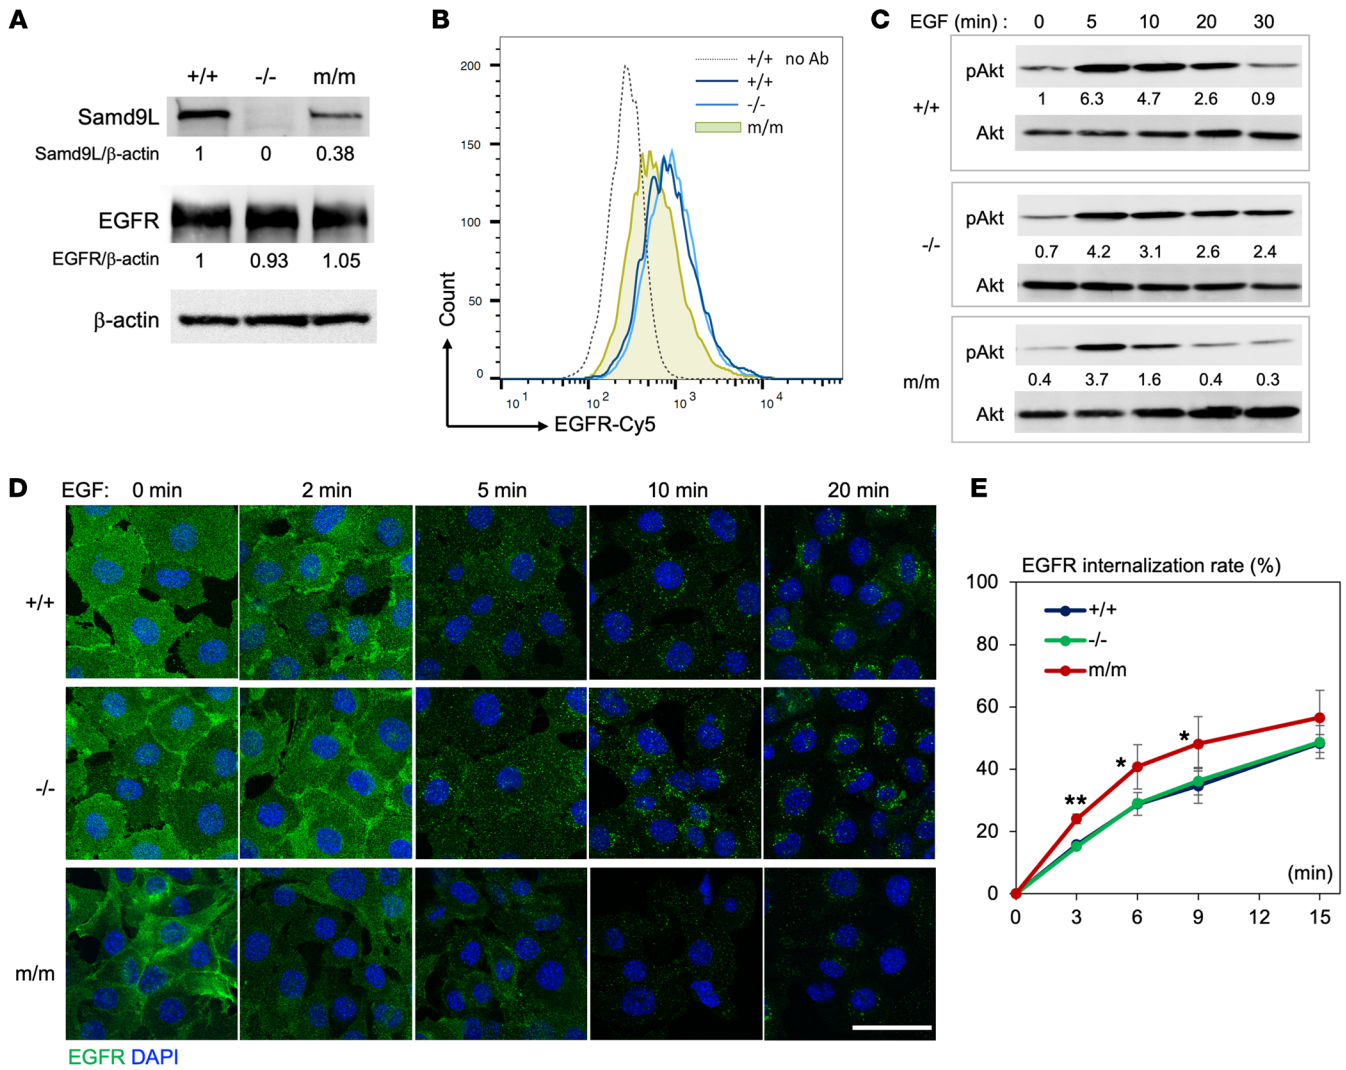 A
+/+ -/- m/m
Samd9L
Samd9L/β-actin 1 0 0.38
EGFR
EGFR/β-actin 1 0.93 1.05
β-actin
B
200
150
100
50
0
Count
10^1 10^2 10^3 10^4
EGFR-Cy5
+/+ no Ab
+/+
-/-
m/m
C
EGF (min) : 0 5 10 20 30
+/+
pAkt
1 6.3 4.7 2.6 0.9
Akt
-/-
pAkt
0.7 4.2 3.1 2.6 2.4
Akt
m/m
pAkt
0.4 3.7 1.6 0.4 0.3
Akt
D
EGF: 0 min 2 min 5 min 10 min 20 min
+/+
-/-
m/m
EGFR DAPI
E
EGFR internalization rate (%)
100
80
60
40
20
0
+/+
-/-
m/m
**
*
*
(min)
0 3 6 9 12 15